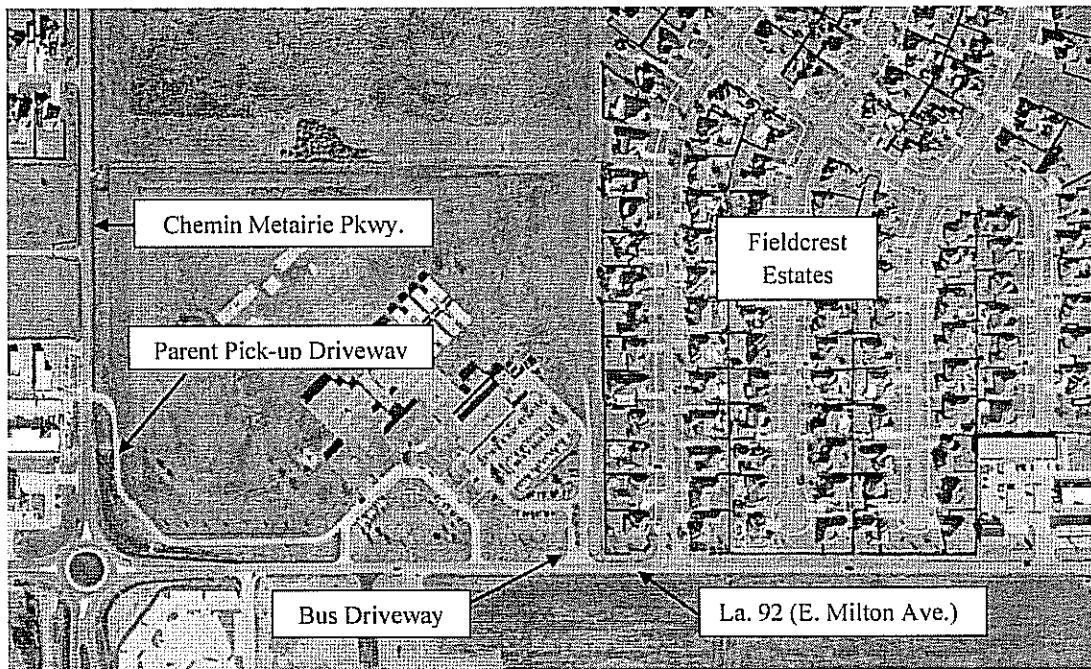 Chemin Metairie Pkwy.
Fieldcrest
Estates
Parent Pick-up Driveway
Bus Driveway
La. 92 (E. Milton Ave.)